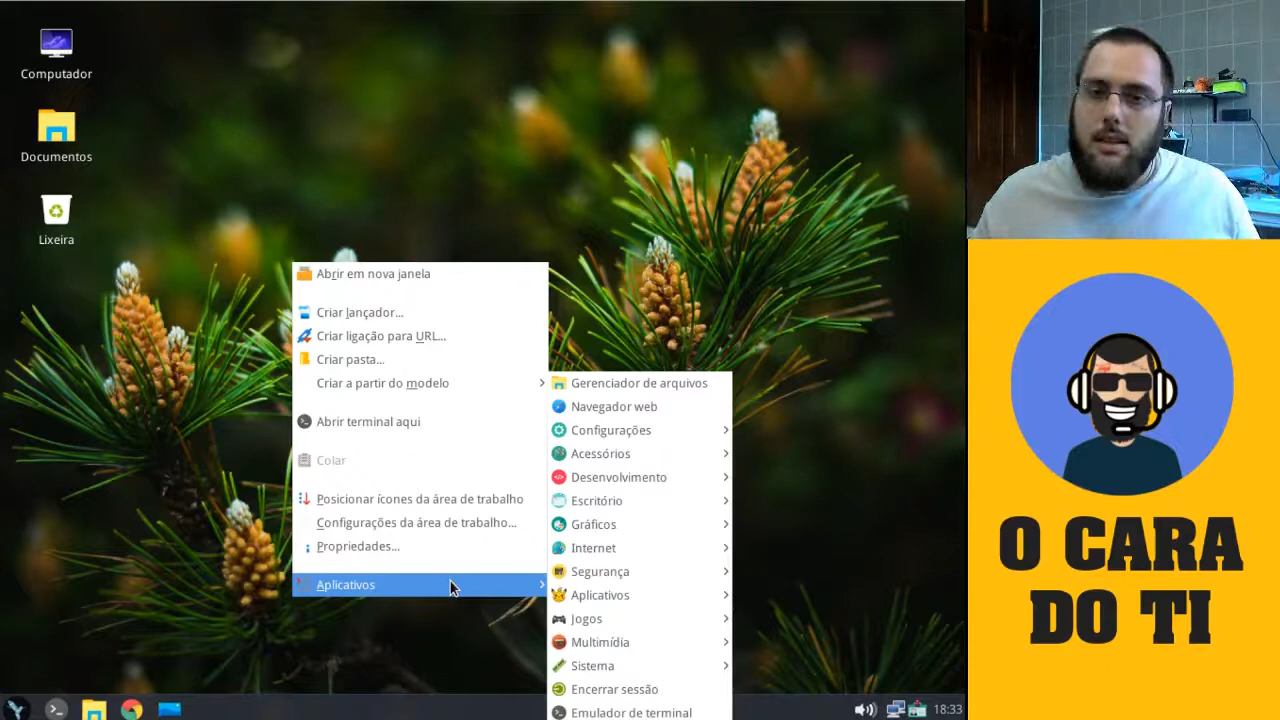 Computador
Documentos
Lixeira
Abrir em nova janela
Criar lançador...
Criar ligação para URL...
Criar pasta...
Criar a partir do modelo
Abrir terminal aqui
Colar
Posicionar ícones da área de trabalho
Configurações da área de trabalho...
Propriedades...
Aplicativos
Gerenciador de arquivos
Navegador web
Configurações
Acessórios
Desenvolvimento
Escritório
Gráficos
Internet
Segurança
Aplicativos
Jogos
Multimídia
Sistema
Encerrar sessão
Emulador de terminal
18:33
O CARA
DO TI